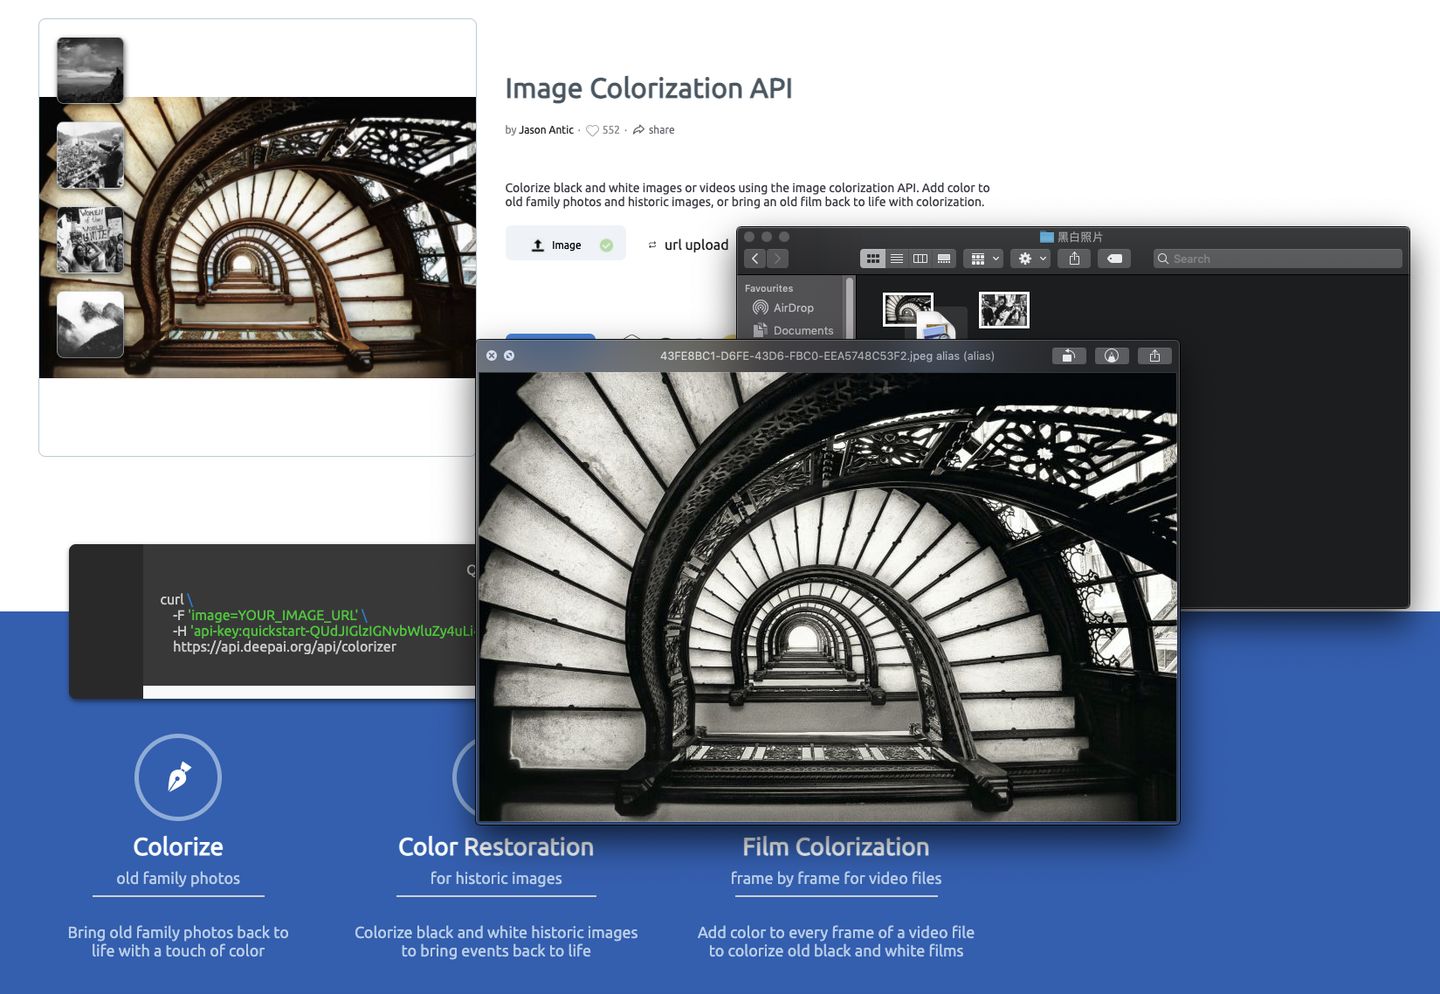 Image Colorization API
by Jason Antic · 552 · share
Colorize black and white images or videos using the image colorization API. Add color to
old family photos and historic images, or bring an old film back to life with colorization.
Image
url upload
黑白照片
Search
Favourites
AirDrop
Documents
43FE8BC1-D6FE-43D6-FBC0-EEA5748C53F2.jpeg alias (alias)
WOMEN
of the
curl \
-F 'image=YOUR_IMAGE_URL' \
-H 'api-key:quickstart-QUdJIGlzIGNvbWluZy4uLi
https://api.deepai.org/api/colorizer
Colorize
old family photos
Bring old family photos back to
life with a touch of color
Color Restoration
for historic images
Colorize black and white historic images
to bring events back to life
Film Colorization
frame by frame for video files
Add color to every frame of a video file
to colorize old black and white films